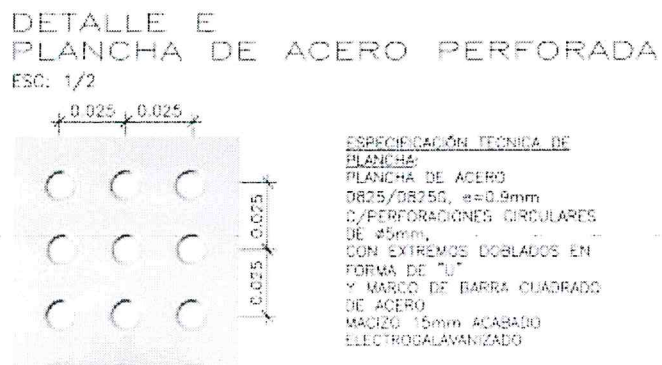 DETALLE E
PLANCHA DE ACERO PERFORADA
ESC: 1/2
0.025 0.025
0.025
0.025
ESPECIFICACIÓN TECNICA DE
PLANCHA:
PLANCHA DE ACERO
D825/D825G, e=0.9mm
C/PERFORACIONES CIRCULARES
DE ø5mm,
CON EXTREMOS DOBLADOS EN
FORMA DE "U"
Y MARCO DE BARRA CUADRADO
DE ACERO
MACIZO 15mm ACABADO
ELECTROGALAVANIZADO